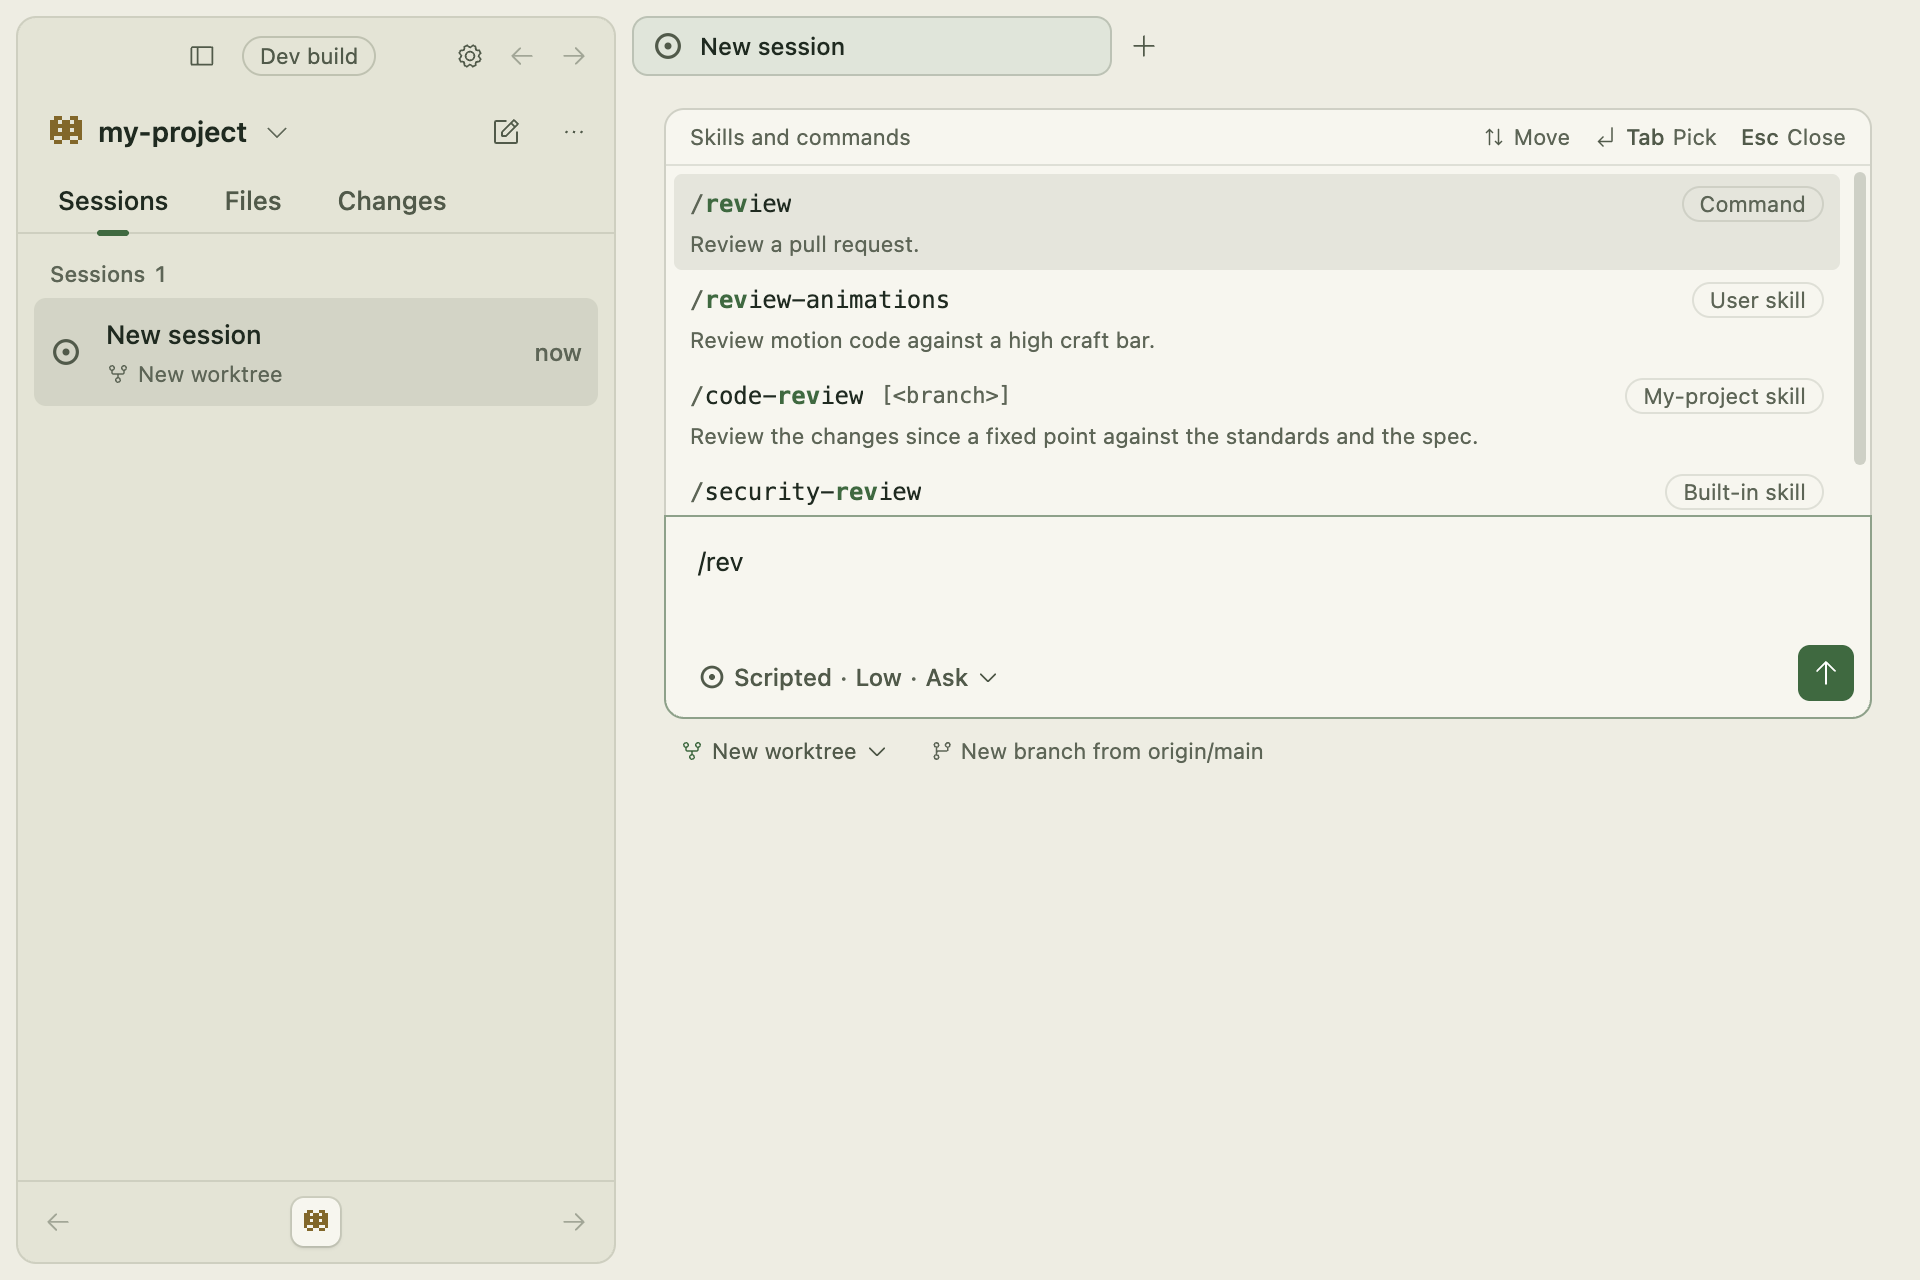 Dev build
my-project
Sessions Files Changes
Sessions 1
New session
New worktree
now
New session
Skills and commands
Move Tab Pick Esc Close
/review Command
Review a pull request.
/review-animations User skill
Review motion code against a high craft bar.
/code-review [<branch>] My-project skill
Review the changes since a fixed point against the standards and the spec.
/security-review Built-in skill
/rev
Scripted · Low · Ask
New worktree New branch from origin/main